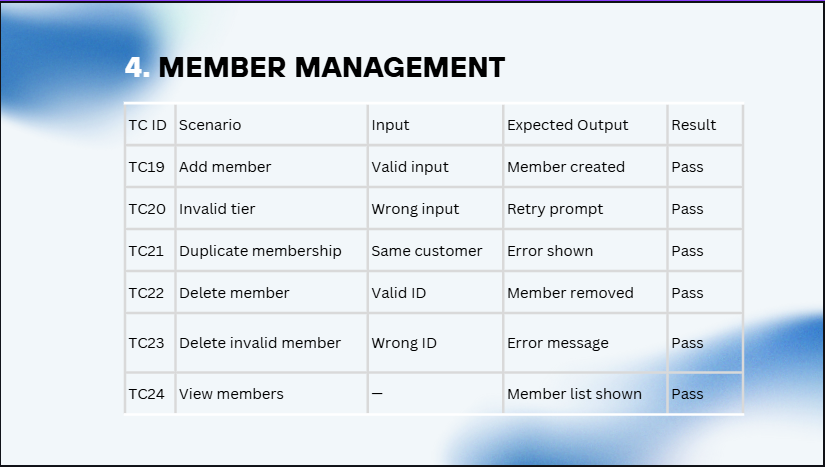 4. MEMBER MANAGEMENT
TC ID Scenario Input Expected Output Result
TC19 Add member Valid input Member created Pass
TC20 Invalid tier Wrong input Retry prompt Pass
TC21 Duplicate membership Same customer Error shown Pass
TC22 Delete member Valid ID Member removed Pass
TC23 Delete invalid member Wrong ID Error message Pass
TC24 View members — Member list shown Pass